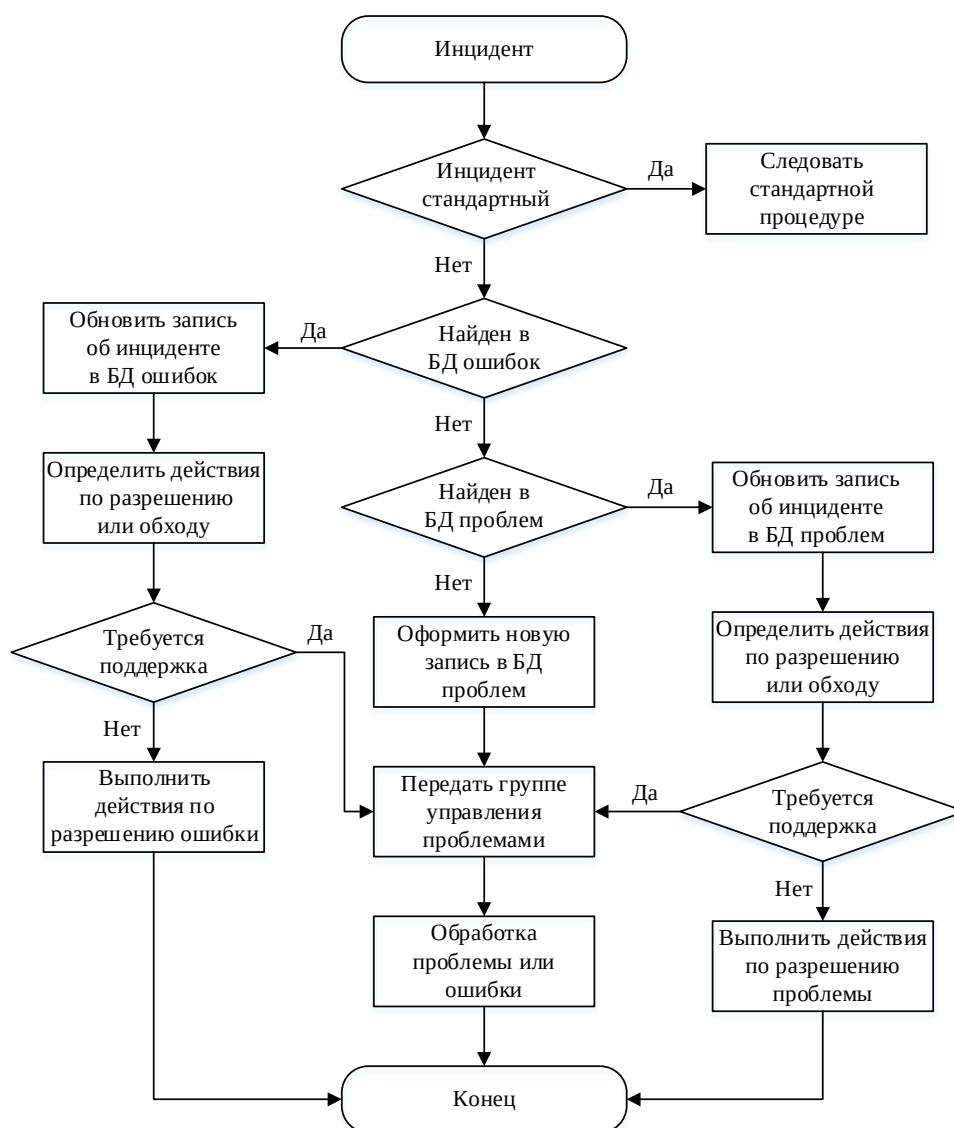 Инцидент
Инцидент
стандартный
Да
Следовать
стандартной
процедуре
Нет
Обновить запись
об инциденте
в БД ошибок
Да
Найден в
БД ошибок
Нет
Определить действия
по разрешению
или обходу
Найден в
БД проблем
Да
Обновить запись
об инциденте
в БД проблем
Нет
Требуется
поддержка
Да
Оформить новую
запись в БД
проблем
Определить действия
по разрешению
или обходу
Нет
Выполнить
действия по
разрешению ошибки
Передать группе
управления
проблемами
Да
Требуется
поддержка
Нет
Обработка
проблемы или
ошибки
Выполнить действия
по разрешению
проблемы
Конец